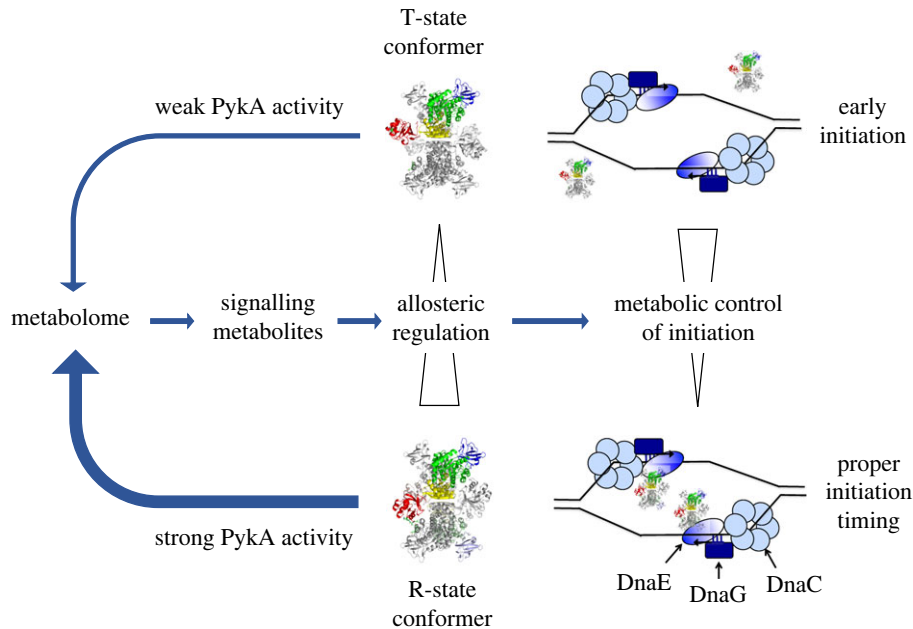 T-state
conformer
weak PykA activity
early
initiation
metabolome
signalling
metabolites
allosteric
regulation
metabolic control
of initiation
proper
initiation
timing
strong PykA activity
R-state
conformer
DnaE
DnaG
DnaC